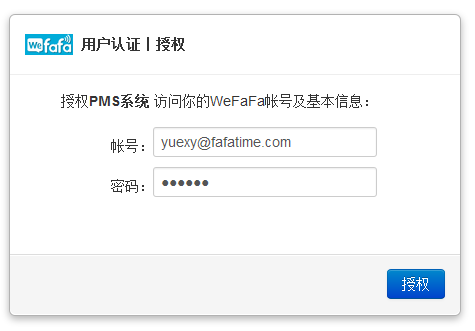 Wefafa 用户认证丨授权
授权PMS系统 访问你的WeFaFa帐号及基本信息：
帐号： yuexy@fafatime.com
密码： ●●●●●●
授权